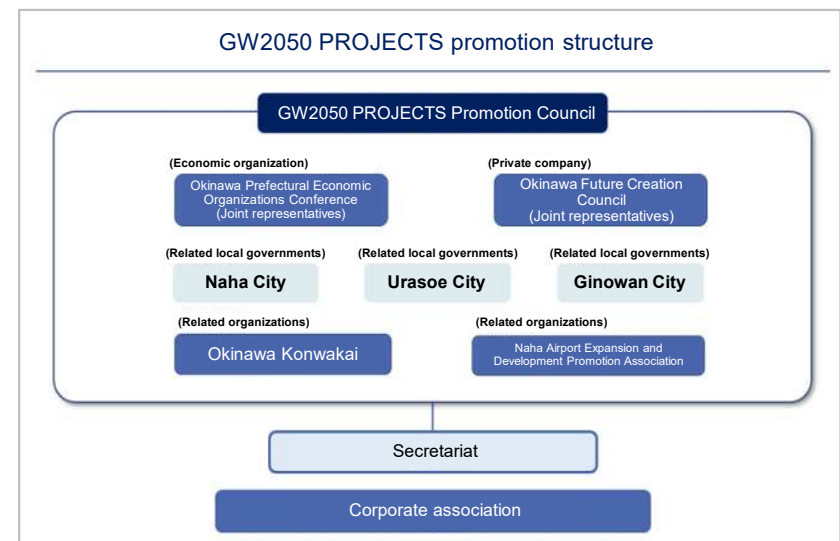 GW2050 PROJECTS promotion structure
GW2050 PROJECTS Promotion Council
(Economic organization)
Okinawa Prefectural Economic
Organizations Conference
(Joint representatives)
(Private company)
Okinawa Future Creation
Council
(Joint representatives)
(Related local governments)
Naha City
(Related local governments)
Urasoe City
(Related local governments)
Ginowan City
(Related organizations)
Okinawa Konwakai
(Related organizations)
Naha Airport Expansion and
Development Promotion Association
Secretariat
Corporate association